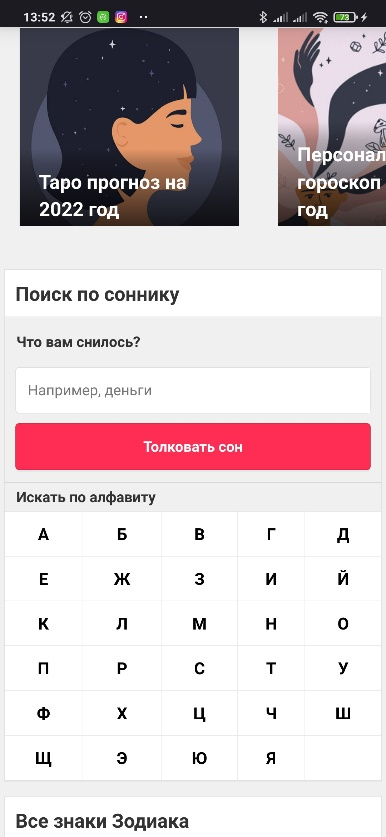 13:52
73
Таро прогноз на
2022 год
Персонал
гороскоп
год
Поиск по соннику
Что вам снилось?
Например, деньги
Толковать сон
Искать по алфавиту
А Б В Г Д
Е Ж З И Й
К Л М Н О
П Р С Т У
Ф Х Ц Ч Ш
Щ Э Ю Я
Все знаки Зодиака